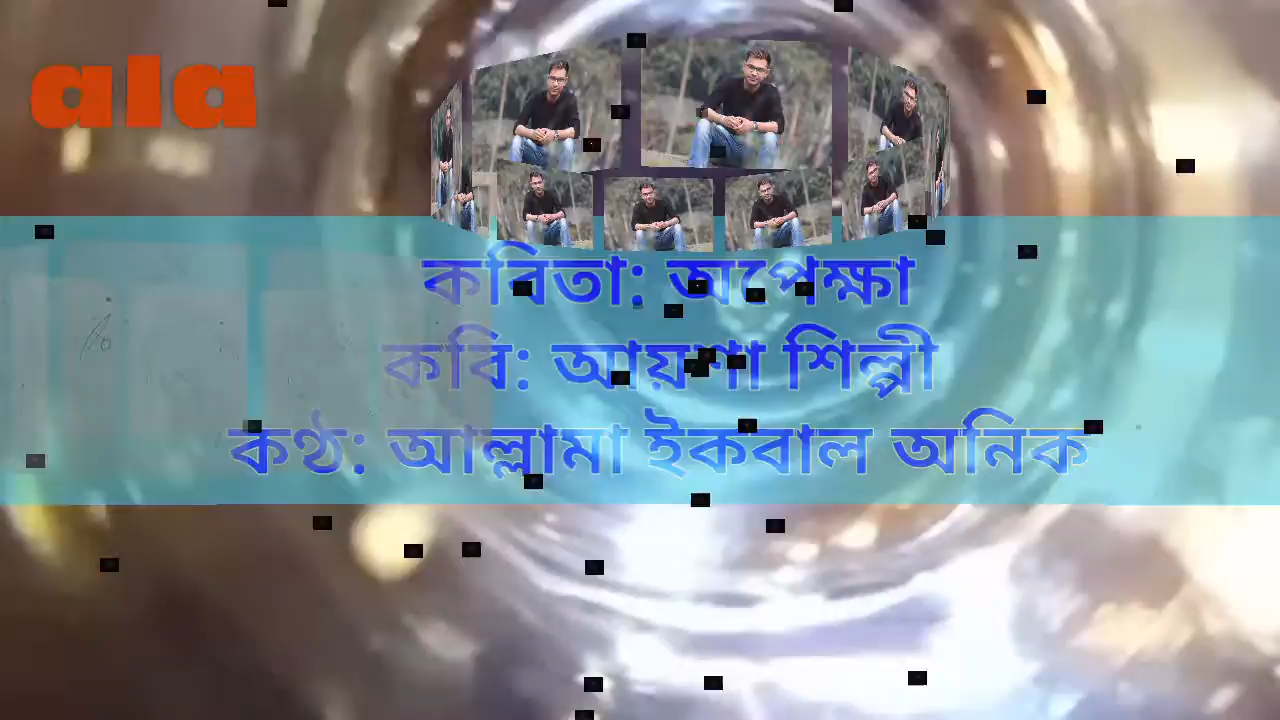 ala
কবিতা: অপেক্ষা
কবি: আয়শা শিল্পী
কণ্ঠ: আল্লামা ইকবাল অনিক